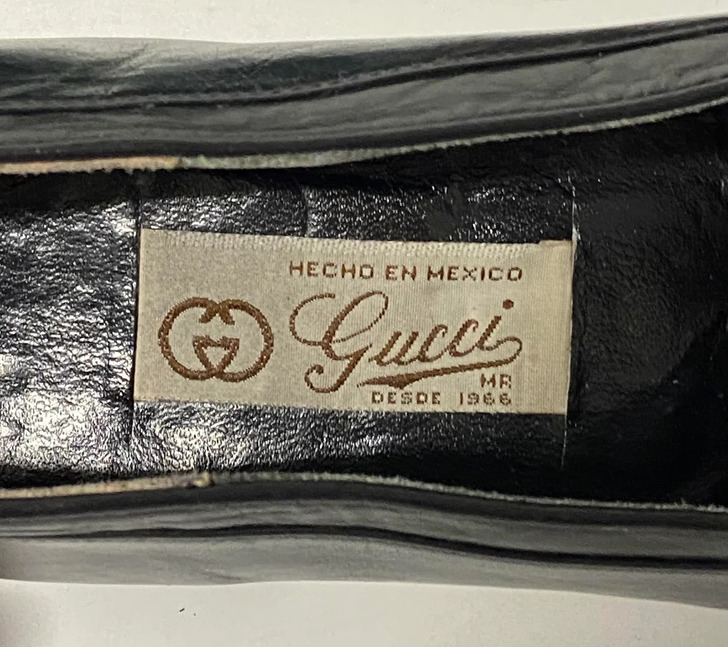 HECHO EN MEXICO
Gucci
MR
DESDE 1966